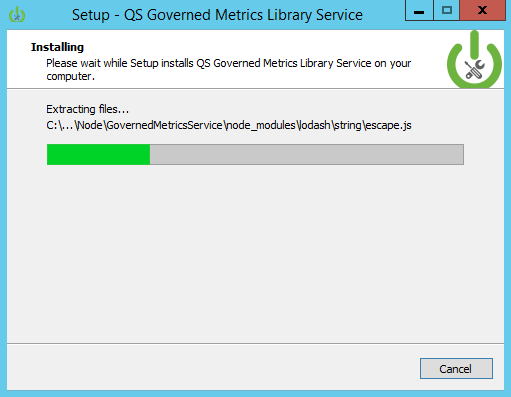 Setup - QS Governed Metrics Library Service
Installing
Please wait while Setup installs QS Governed Metrics Library Service on your
computer.
Extracting files...
C:\...\Node\GovernedMetricsService\node_modules\lodash\string\escape.js
Cancel